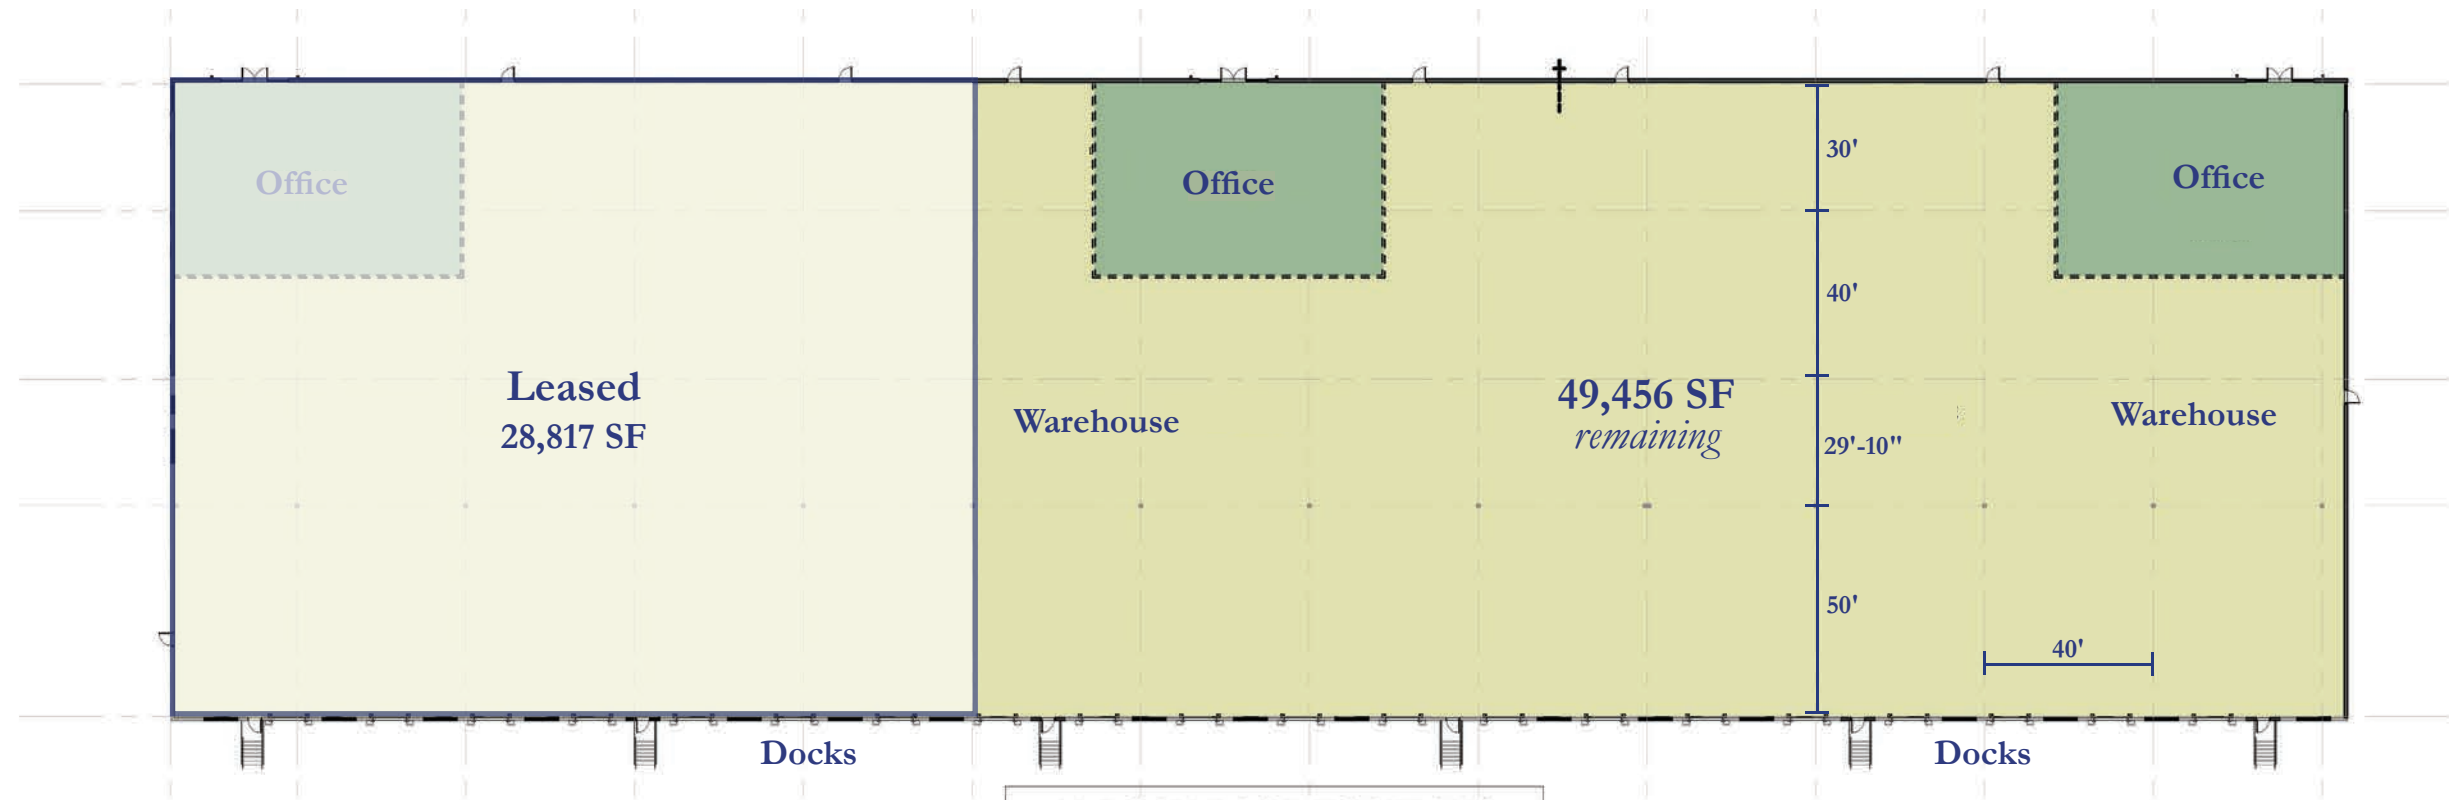 Office
Office
Office
30'
40'
Leased
28,817 SF
Warehouse
49,456 SF
remaining
Warehouse
29'-10"
50'
40'
Docks
Docks